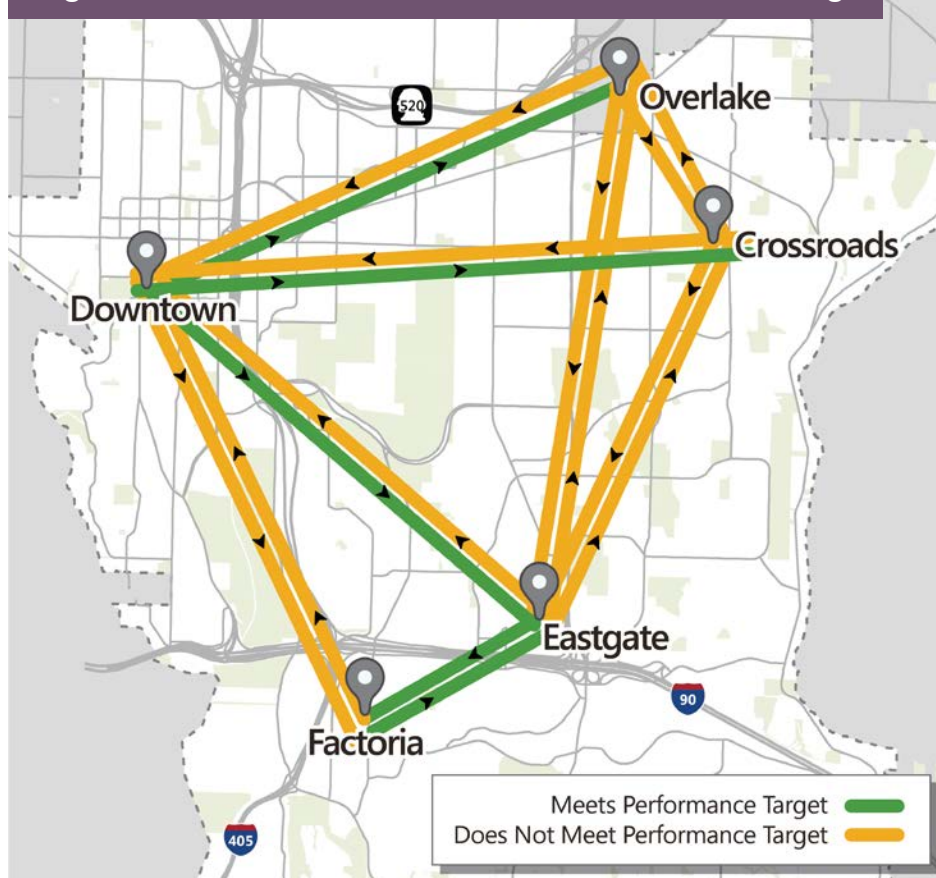 520
Overlake
Crossroads
Downtown
Eastgate
90
Factoria
Meets Performance Target
Does Not Meet Performance Target
405